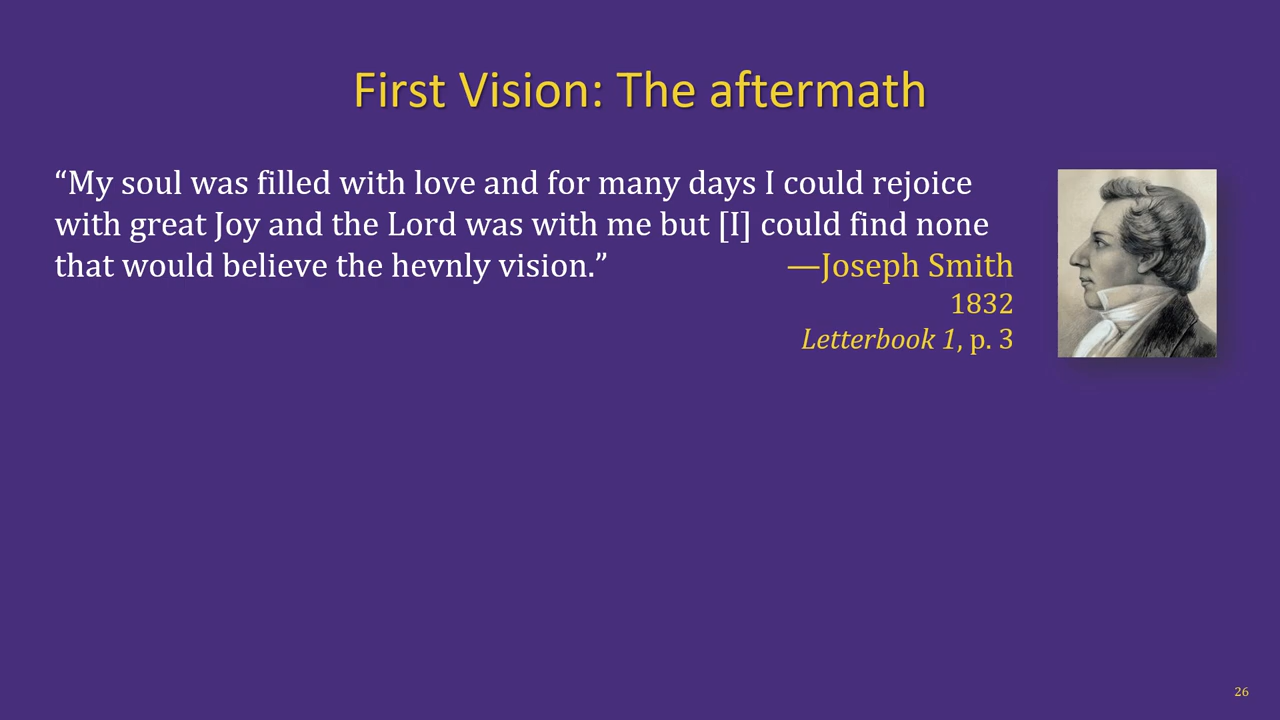 First Vision: The aftermath
“My soul was filled with love and for many days I could rejoice
with great Joy and the Lord was with me but [I] could find none
that would believe the hevnly vision.” —Joseph Smith
1832
Letterbook 1, p. 3
26